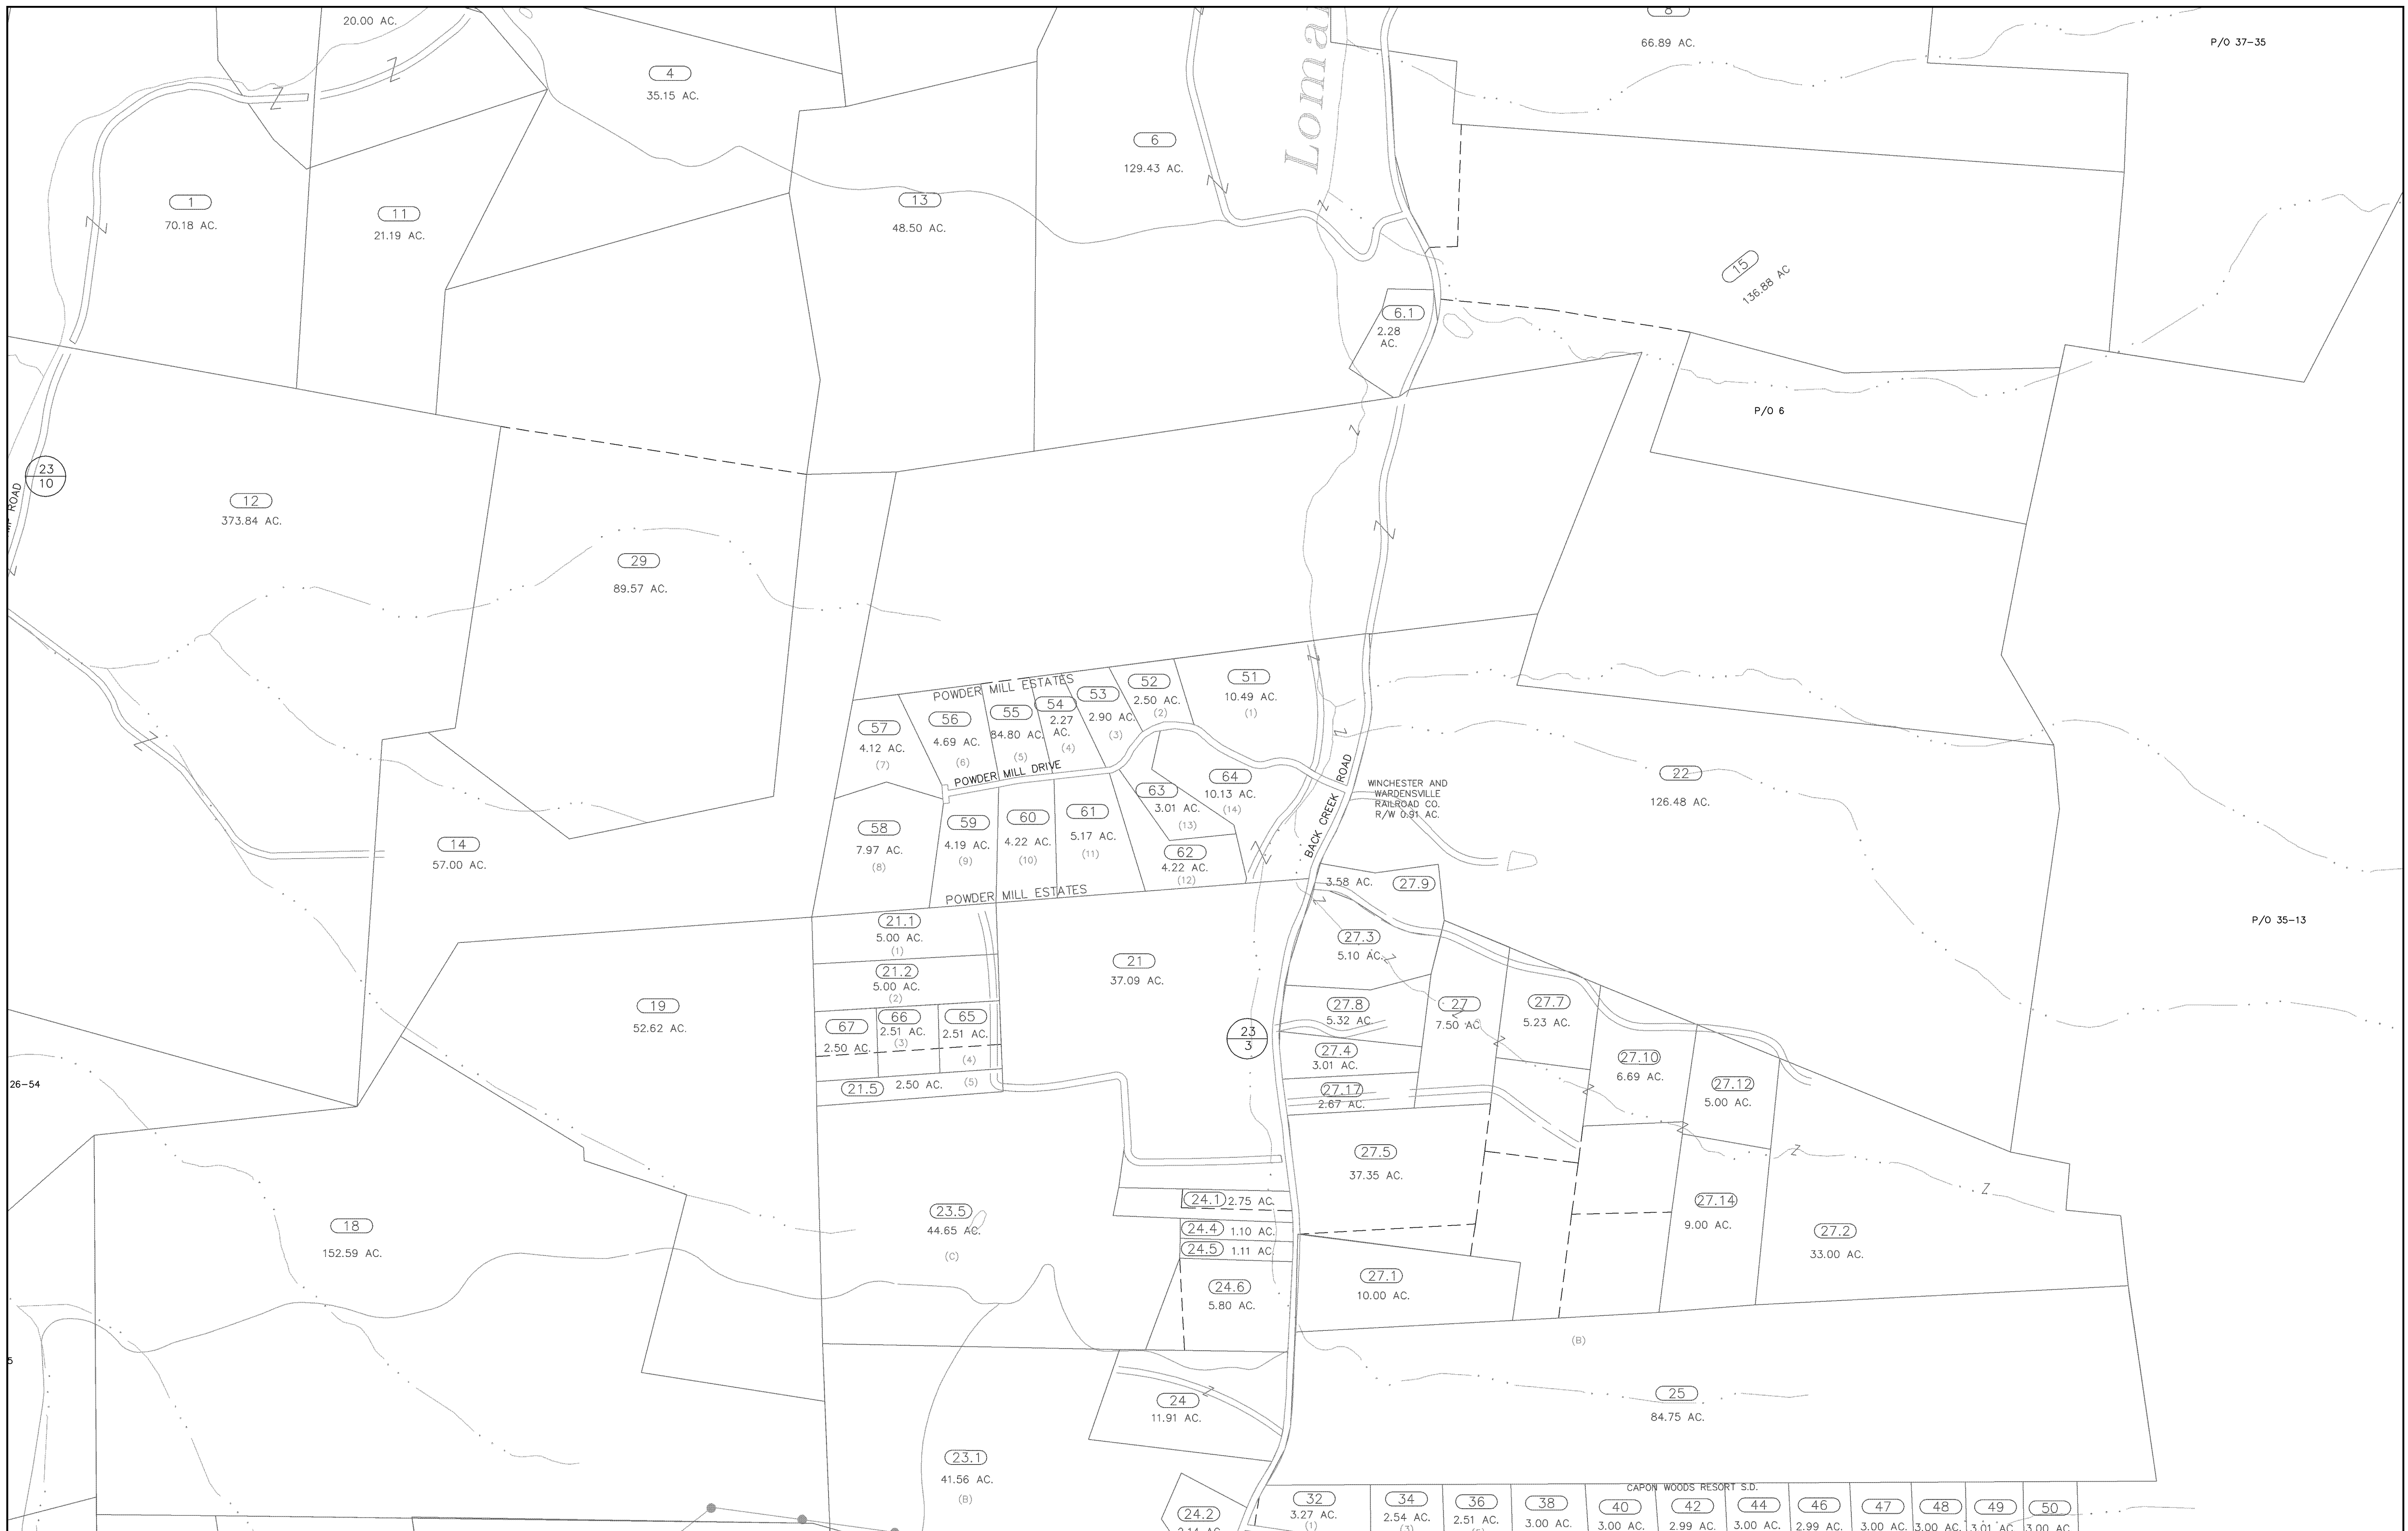 20.00 AC.
8
66.89 AC.
P/O 37-35
4
35.15 AC.
Loma
6
129.43 AC.
1
70.18 AC.
11
21.19 AC.
13
48.50 AC.
15
136.88 AC
6.1
2.28
AC.
P/O 6
23
10
ROAD
12
373.84 AC.
29
89.57 AC.
POWDER MILL ESTATES
51
10.49 AC.
(1)
52
2.50 AC.
(2)
53
2.90 AC.
(3)
54
2.27
AC.
(4)
55
84.80 AC.
(5)
56
4.69 AC.
(6)
57
4.12 AC.
(7)
POWDER MILL DRIVE
58
7.97 AC.
(8)
59
4.19 AC.
(9)
60
4.22 AC.
(10)
61
5.17 AC.
(11)
62
4.22 AC.
(12)
63
3.01 AC.
(13)
64
10.13 AC.
(14)
POWDER MILL ESTATES
BACK CREEK ROAD
WINCHESTER AND
WARDENSVILLE
RAILROAD CO.
R/W 0.91 AC.
22
126.48 AC.
14
57.00 AC.
P/O 35-13
3.58 AC.
27.9
21.1
5.00 AC.
(1)
21.2
5.00 AC.
(2)
67
2.50 AC.
66
2.51 AC.
(3)
65
2.51 AC.
(4)
21.5
2.50 AC.
(5)
21
37.09 AC.
19
52.62 AC.
23
3
27.3
5.10 AC.
27.8
5.32 AC.
27
7.50 AC
27.7
5.23 AC.
27.4
3.01 AC.
27.17
2.67 AC.
27.10
6.69 AC.
27.12
5.00 AC.
26-54
27.5
37.35 AC.
24.1
2.75 AC.
24.4
1.10 AC.
24.5
1.11 AC.
24.6
5.80 AC.
27.14
9.00 AC.
27.2
33.00 AC.
18
152.59 AC.
23.5
44.65 AC.
(C)
27.1
10.00 AC.
(B)
5
25
84.75 AC.
24
11.91 AC.
23.1
41.56 AC.
(B)
CAPON WOODS RESORT S.D.
24.2
32
3.27 AC.
(1)
34
2.54 AC.
(3)
36
2.51 AC.
38
3.00 AC.
40
3.00 AC.
42
2.99 AC.
44
3.00 AC.
46
2.99 AC.
47
3.00 AC.
48
3.00 AC.
49
3.01 AC.
50
3.00 AC.